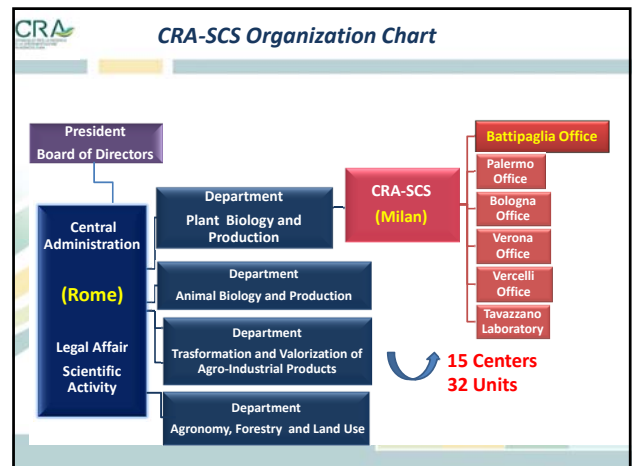 CRA
CRA-SCS Organization Chart
President
Board of Directors
Central
Administration
(Rome)
Legal Affair
Scientific
Activity
Department
Plant Biology and
Production
Department
Animal Biology and Production
Department
Trasformation and Valorization of
Agro-Industrial Products
Department
Agronomy, Forestry and Land Use
CRA-SCS
(Milan)
Battipaglia Office
Palermo
Office
Bologna
Office
Verona
Office
Vercelli
Office
Tavazzano
Laboratory
15 Centers
32 Units